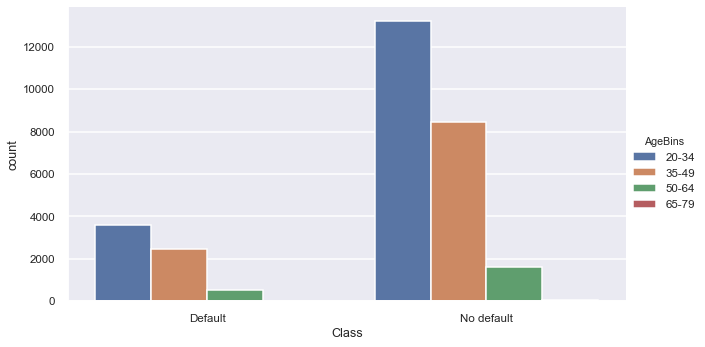 12000
10000
8000
6000
4000
2000
0
count
Default
No default
Class
AgeBins
20-34
35-49
50-64
65-79